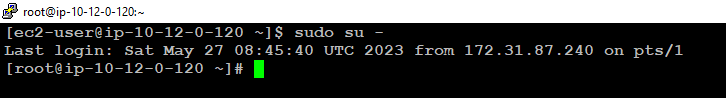 root@ip-10-12-0-120:~
[ec2-user@ip-10-12-0-120 ~]$ sudo su -
Last login: Sat May 27 08:45:40 UTC 2023 from 172.31.87.240 on pts/1
[root@ip-10-12-0-120 ~]#